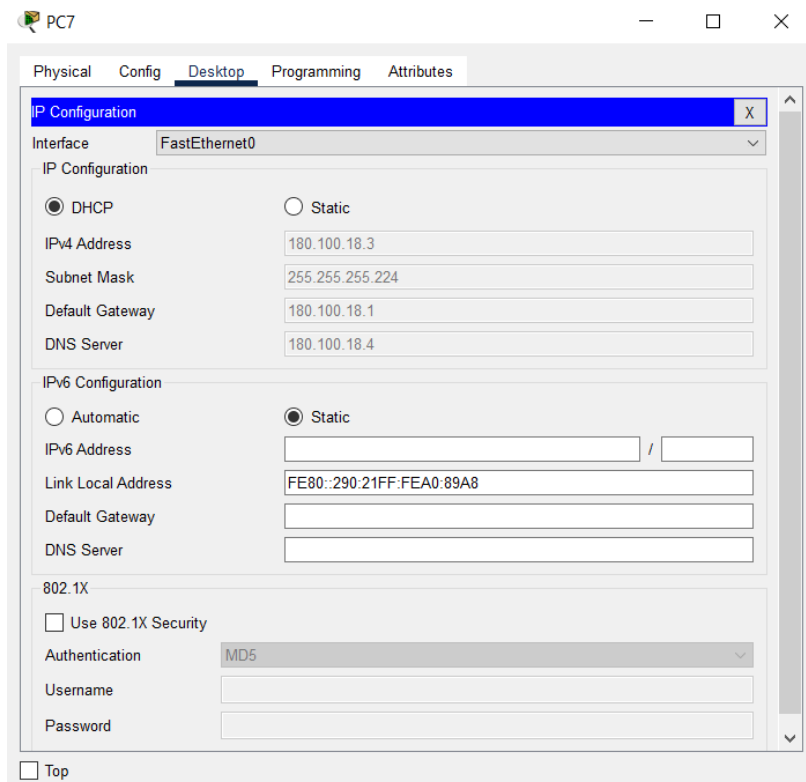 PC7
Physical Config Desktop Programming Attributes
IP Configuration X
Interface FastEthernet0
IP Configuration
DHCP Static
IPv4 Address 180.100.18.3
Subnet Mask 255.255.255.224
Default Gateway 180.100.18.1
DNS Server 180.100.18.4
IPv6 Configuration
Automatic Static
IPv6 Address /
Link Local Address FE80::290:21FF:FEA0:89A8
Default Gateway
DNS Server
802.1X
Use 802.1X Security
Authentication MD5
Username
Password
Top